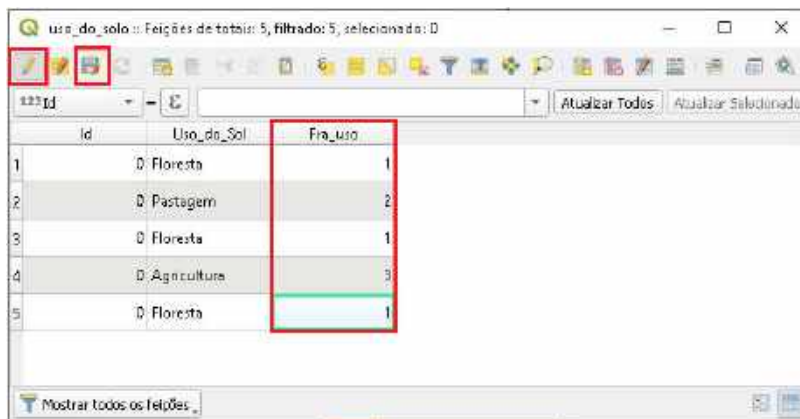 uso_do_solo :: Feições de totais: 5, filtrado: 5, selecionado: 0
123 Id = ε Atualizar Todos Atualizar Selecionado
Id Uso_do_Sol Fra_uso
1 0 Floresta 1
2 0 Pastagem 2
3 0 Floresta 1
4 0 Agricultura 3
5 0 Floresta 1
Mostrar todos os feições